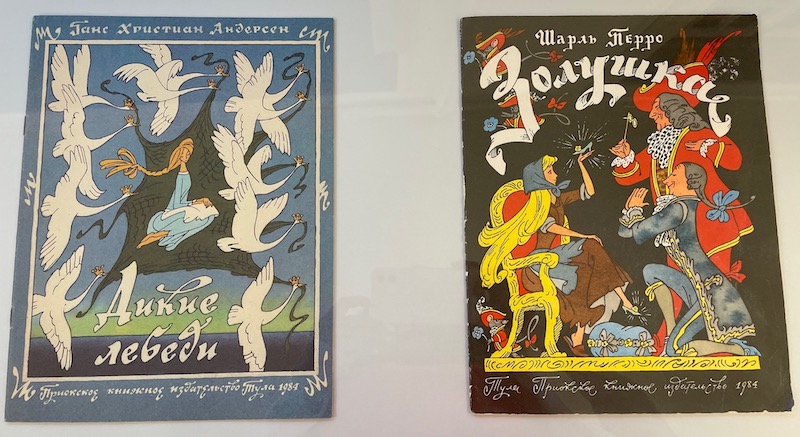 Ганс Христиан Андерсен
Дикие
лебеди
Приокское книжное издательство Тула 1984
Шарль Перро
Золушка
Тула Приокское книжное издательство 1984